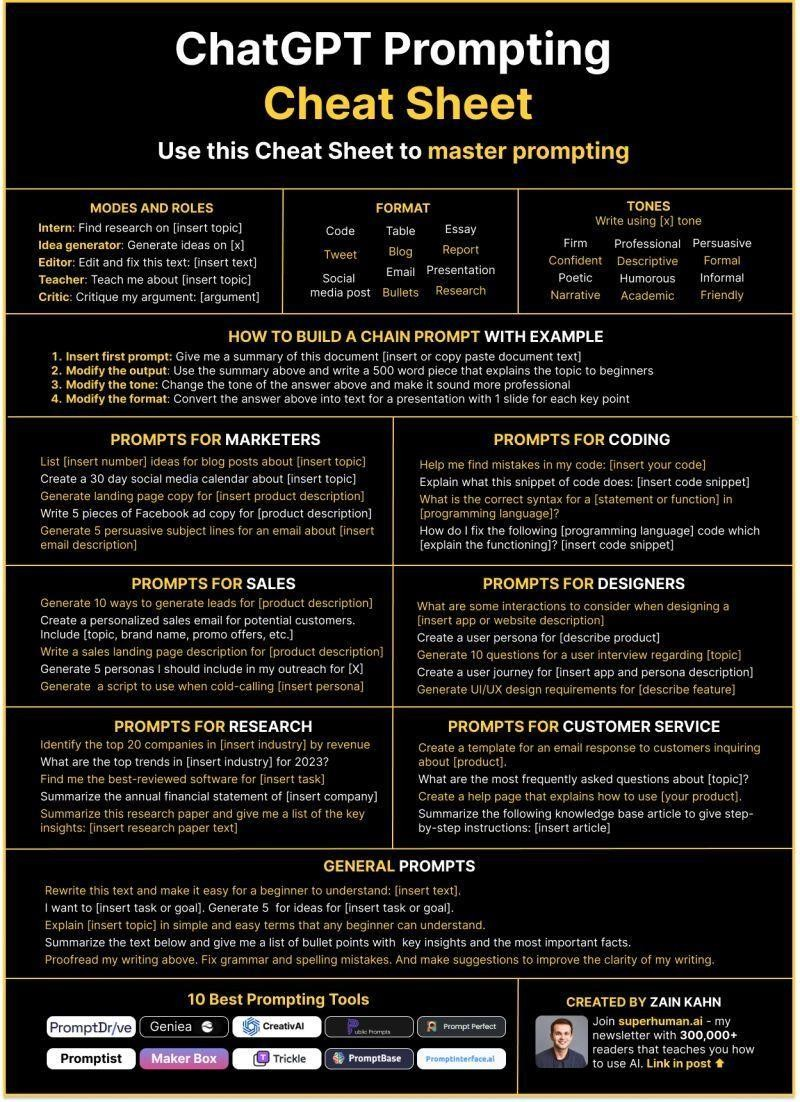 ChatGPT Prompting
Cheat Sheet
Use this Cheat Sheet to master prompting
MODES AND ROLES
Intern: Find research on [insert topic]
Idea generator: Generate ideas on [x]
Editor: Edit and fix this text: [insert text]
Teacher: Teach me about [insert topic]
Critic: Critique my argument: [argument]
FORMAT
Code Table Essay
Tweet Blog Report
Social
media post Email Presentation
Bullets Research
TONES
Write using [x] tone
Firm Professional Persuasive
Confident Descriptive Formal
Poetic Humorous Informal
Narrative Academic Friendly
HOW TO BUILD A CHAIN PROMPT WITH EXAMPLE
1. Insert first prompt: Give me a summary of this document [insert or copy paste document text]
2. Modify the output: Use the summary above and write a 500 word piece that explains the topic to beginners
3. Modify the tone: Change the tone of the answer above and make it sound more professional
4. Modify the format: Convert the answer above into text for a presentation with 1 slide for each key point
PROMPTS FOR MARKETERS
List [insert number] ideas for blog posts about [insert topic]
Create a 30 day social media calendar about [insert topic]
Generate landing page copy for [insert product description]
Write 5 pieces of Facebook ad copy for [product description]
Generate 5 persuasive subject lines for an email about [insert
email description]
PROMPTS FOR CODING
Help me find mistakes in my code: [insert your code]
Explain what this snippet of code does: [insert code snippet]
What is the correct syntax for a [statement or function] in
[programming language]?
How do I fix the following [programming language] code which
[explain the functioning]? [insert code snippet]
PROMPTS FOR SALES
Generate 10 ways to generate leads for [product description]
Create a personalized sales email for potential customers.
Include [topic, brand name, promo offers, etc.]
Write a sales landing page description for [product description]
Generate 5 personas I should include in my outreach for [X]
Generate a script to use when cold-calling [insert persona]
PROMPTS FOR DESIGNERS
What are some interactions to consider when designing a
[insert app or website description]
Create a user persona for [describe product]
Generate 10 questions for a user interview regarding [topic]
Create a user journey for [insert app and persona description]
Generate UI/UX design requirements for [describe feature]
PROMPTS FOR RESEARCH
Identify the top 20 companies in [insert industry] by revenue
What are the top trends in [insert industry] for 2023?
Find me the best-reviewed software for [insert task]
Summarize the annual financial statement of [insert company]
Summarize this research paper and give me a list of the key
insights: [insert research paper text]
PROMPTS FOR CUSTOMER SERVICE
Create a template for an email response to customers inquiring
about [product].
What are the most frequently asked questions about [topic]?
Create a help page that explains how to use [your product].
Summarize the following knowledge base article to give step-
by-step instructions: [insert article]
GENERAL PROMPTS
Rewrite this text and make it easy for a beginner to understand: [insert text].
I want to [insert task or goal]. Generate 5 for ideas for [insert task or goal].
Explain [insert topic] in simple and easy terms that any beginner can understand.
Summarize the text below and give me a list of bullet points with key insights and the most important facts.
Proofread my writing above. Fix grammar and spelling mistakes. And make suggestions to improve the clarity of my writing.
10 Best Prompting Tools
PromptDr/ve Geniea CreativAI Public Prompts Prompt Perfect
Promptist Maker Box Trickle PromptBase PromptInterface.ai
CREATED BY ZAIN KAHN
Join superhuman.ai - my
newsletter with 300,000+
readers that teaches you how
to use AI. Link in post ⬆